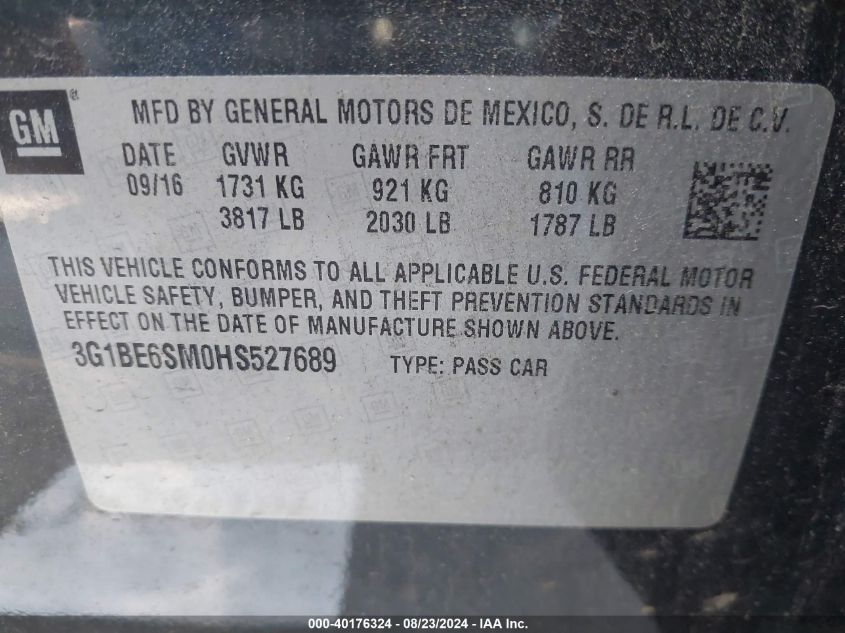 GM ®
MFD BY GENERAL MOTORS DE MEXICO, S. DE R.L. DE C.V.
DATE GVWR GAWR FRT GAWR RR
09/16 1731 KG 921 KG 810 KG
3817 LB 2030 LB 1787 LB
THIS VEHICLE CONFORMS TO ALL APPLICABLE U.S. FEDERAL MOTOR
VEHICLE SAFETY, BUMPER, AND THEFT PREVENTION STANDARDS IN
EFFECT ON THE DATE OF MANUFACTURE SHOWN ABOVE.
3G1BE6SM0HS527689 TYPE: PASS CAR
000-40176324 / 08/23/2024 - IAA Inc.